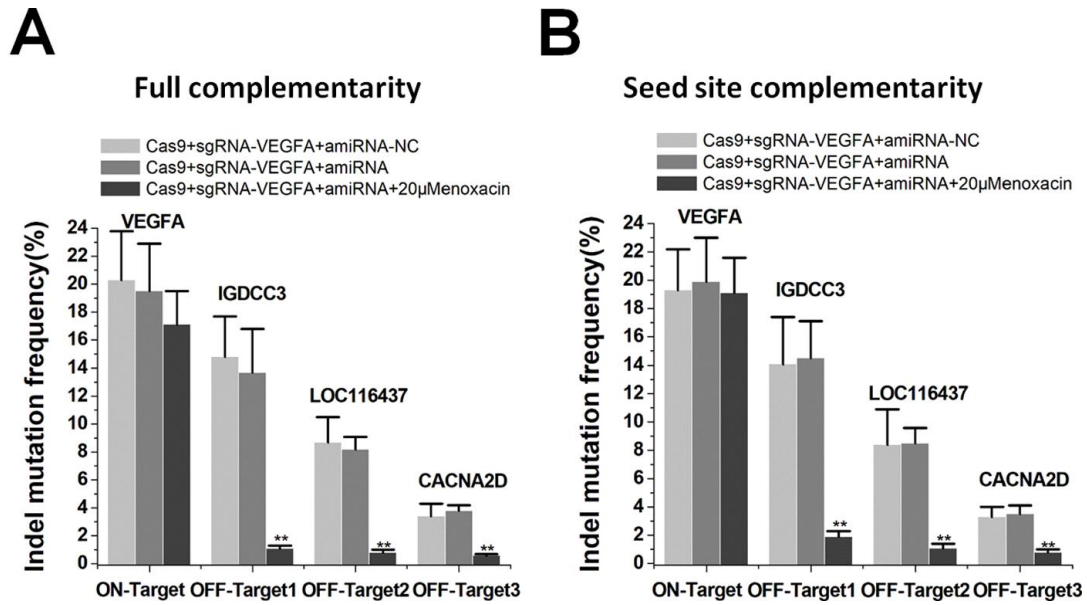 A
Full complementarity
Cas9+sgRNA-VEGFA+amiRNA-NC
Cas9+sgRNA-VEGFA+amiRNA
Cas9+sgRNA-VEGFA+amiRNA+20μMenoxacin
Indel mutation frequency(%)
24
22
20
18
16
14
12
10
8
6
4
2
0
VEGFA
IGDCC3
LOC116437
CACNA2D
**
**
**
ON-Target OFF-Target1 OFF-Target2 OFF-Target3
B
Seed site complementarity
Cas9+sgRNA-VEGFA+amiRNA-NC
Cas9+sgRNA-VEGFA+amiRNA
Cas9+sgRNA-VEGFA+amiRNA+20μMenoxacin
Indel mutation frequency(%)
24
22
20
18
16
14
12
10
8
6
4
2
0
VEGFA
IGDCC3
LOC116437
CACNA2D
**
**
**
ON-Target OFF-Target1 OFF-Target2 OFF-Target3